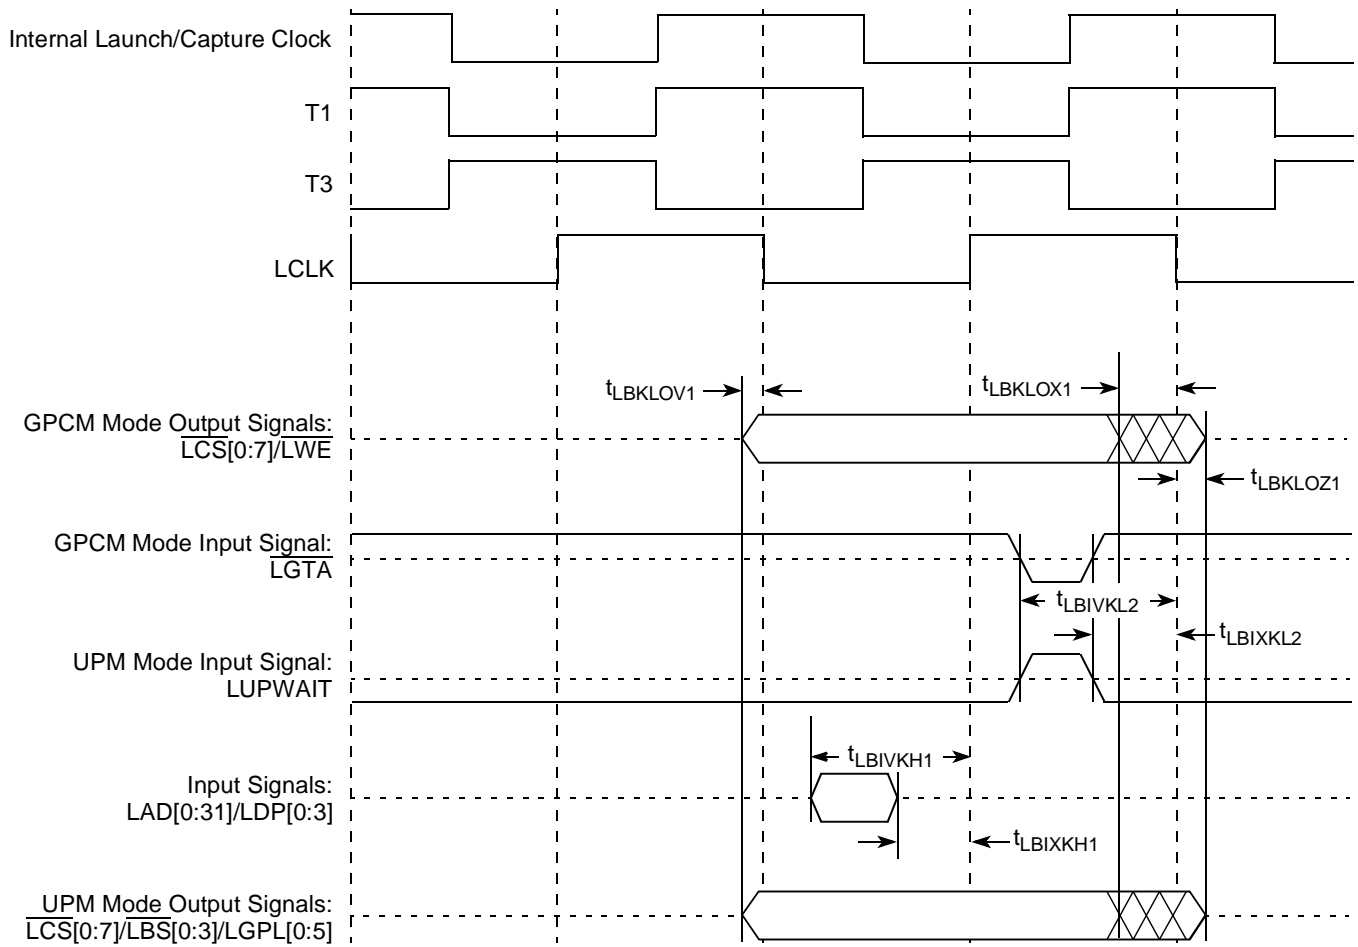 Internal Launch/Capture Clock
T1
T3
LCLK
tLBKLOV1
tLBKLOX1
GPCM Mode Output Signals:
LCS[0:7]/LWE
tLBKLOZ1
GPCM Mode Input Signal:
LGTA
tLBIVKL2
tLBIXKL2
UPM Mode Input Signal:
LUPWAIT
tLBIVKH1
Input Signals:
LAD[0:31]/LDP[0:3]
tLBIXKH1
UPM Mode Output Signals:
LCS[0:7]/LBS[0:3]/LGPL[0:5]